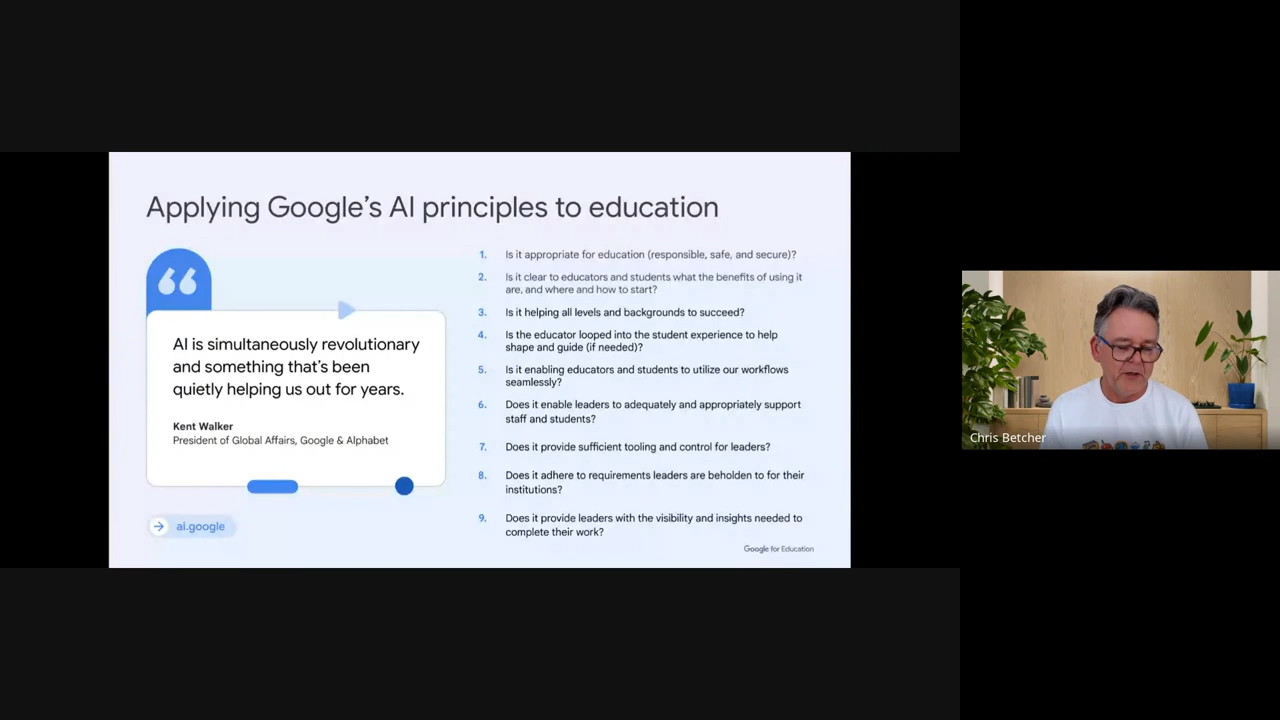 Applying Google's AI principles to education
AI is simultaneously revolutionary
and something that's been
quietly helping us out for years.
Kent Walker
President of Global Affairs, Google & Alphabet
ai.google
1. Is it appropriate for education (responsible, safe, and secure)?
2. Is it clear to educators and students what the benefits of using it
are, and where and how to start?
3. Is it helping all levels and backgrounds to succeed?
4. Is the educator looped into the student experience to help
shape and guide (if needed)?
5. Is it enabling educators and students to utilize our workflows
seamlessly?
6. Does it enable leaders to adequately and appropriately support
staff and students?
7. Does it provide sufficient tooling and control for leaders?
8. Does it adhere to requirements leaders are beholden to for their
institutions?
9. Does it provide leaders with the visibility and insights needed to
complete their work?
Google for Education
Chris Betcher